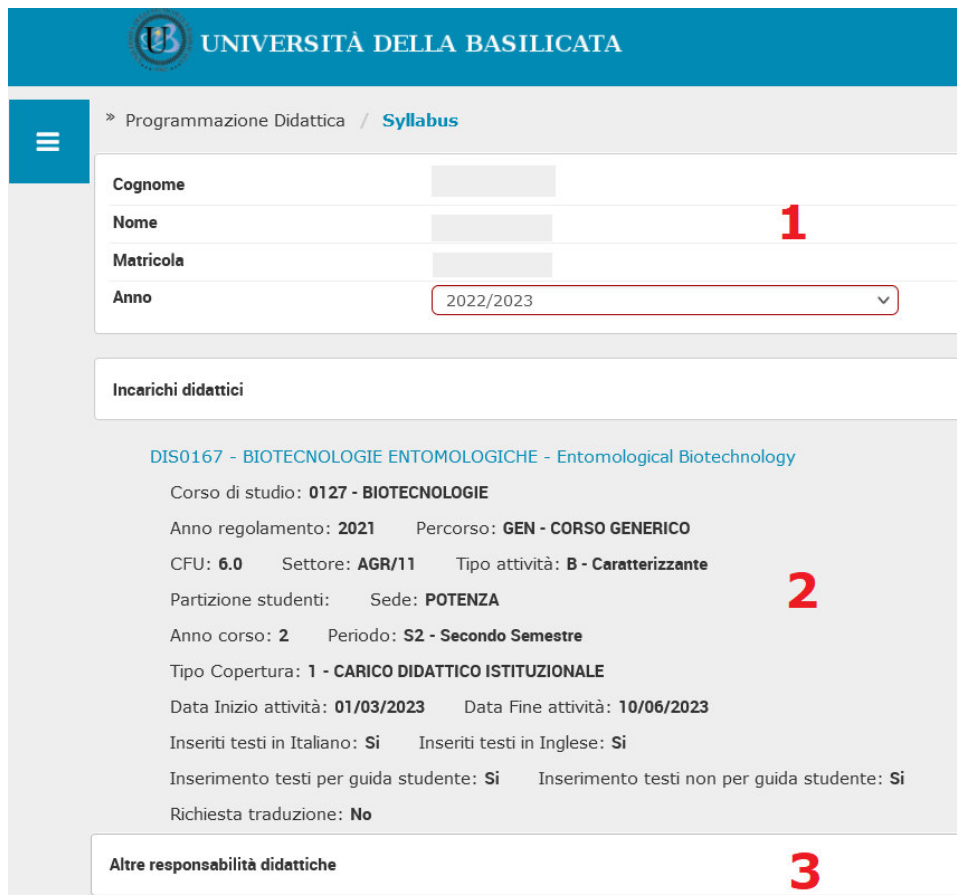 UNIVERSITÀ DELLA BASILICATA
» Programmazione Didattica / Syllabus
Cognome
Nome
1
Matricola
Anno 2022/2023
Incarichi didattici
DIS0167 - BIOTECNOLOGIE ENTOMOLOGICHE - Entomological Biotechnology
Corso di studio: 0127 - BIOTECNOLOGIE
Anno regolamento: 2021 Percorso: GEN - CORSO GENERICO
CFU: 6.0 Settore: AGR/11 Tipo attività: B - Caratterizzante
2
Partizione studenti: Sede: POTENZA
Anno corso: 2 Periodo: S2 - Secondo Semestre
Tipo Copertura: 1 - CARICO DIDATTICO ISTITUZIONALE
Data Inizio attività: 01/03/2023 Data Fine attività: 10/06/2023
Inseriti testi in Italiano: Si Inseriti testi in Inglese: Si
Inserimento testi per guida studente: Si Inserimento testi non per guida studente: Si
Richiesta traduzione: No
Altre responsabilità didattiche 3